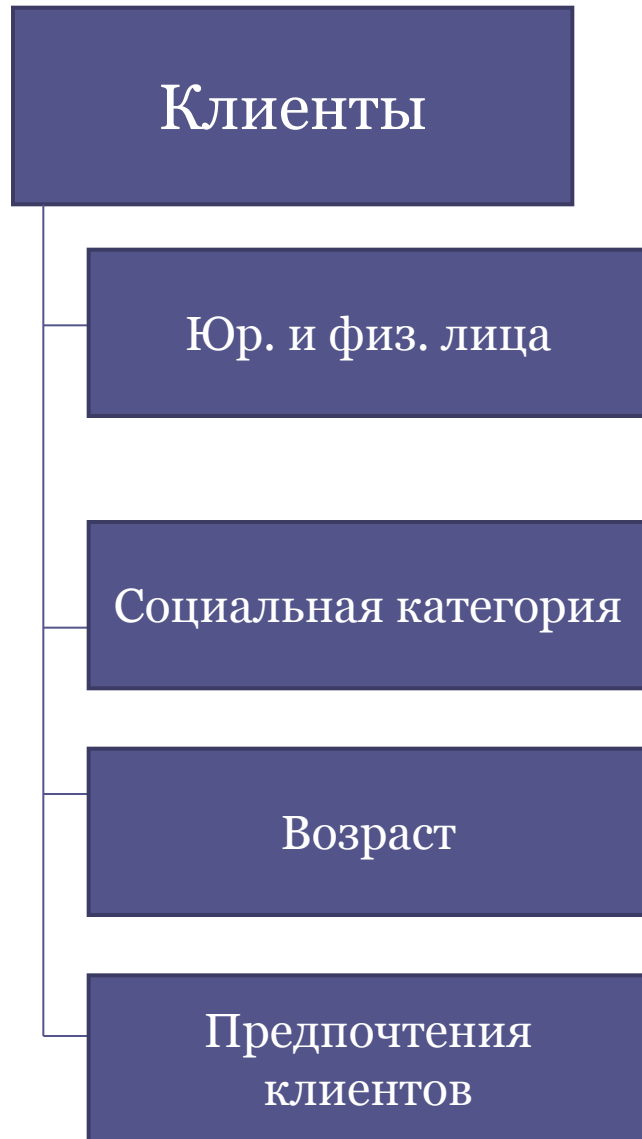 Клиенты
Юр. и физ. лица
Социальная категория
Возраст
Предпочтения
клиентов